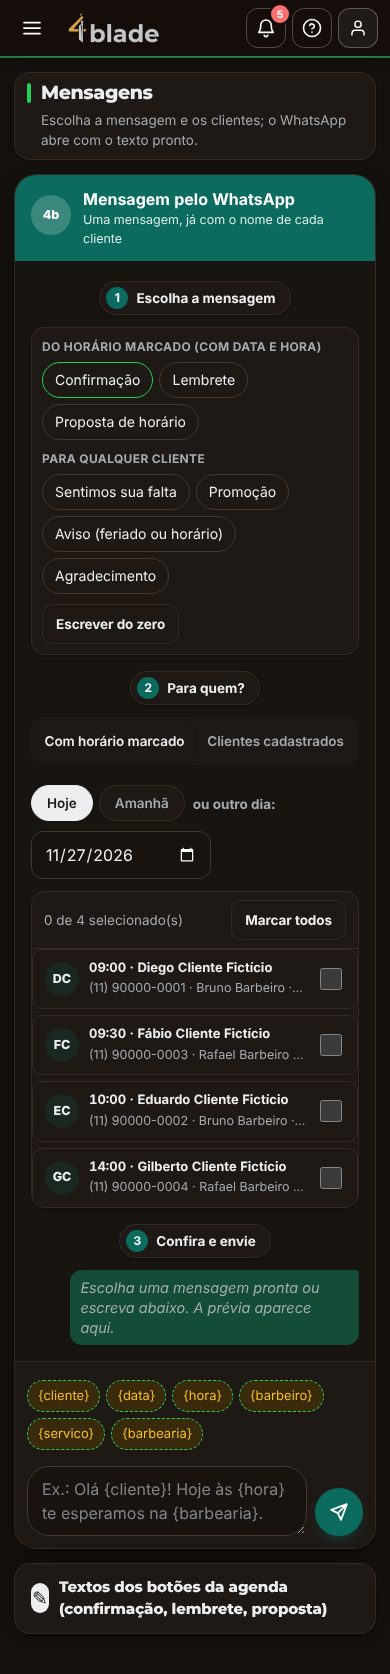 4blade
5
Mensagens
Escolha a mensagem e os clientes; o WhatsApp
abre com o texto pronto.
4b
Mensagem pelo WhatsApp
Uma mensagem, já com o nome de cada
cliente
1 Escolha a mensagem
DO HORÁRIO MARCADO (COM DATA E HORA)
Confirmação Lembrete
Proposta de horário
PARA QUALQUER CLIENTE
Sentimos sua falta Promoção
Aviso (feriado ou horário)
Agradecimento
Escrever do zero
2 Para quem?
Com horário marcado Clientes cadastrados
Hoje Amanhã ou outro dia:
11/27/2026
0 de 4 selecionado(s) Marcar todos
DC
09:00 · Diego Cliente Fictício
(11) 90000-0001 · Bruno Barbeiro ·...
FC
09:30 · Fábio Cliente Fictício
(11) 90000-0003 · Rafael Barbeiro ...
EC
10:00 · Eduardo Cliente Fictício
(11) 90000-0002 · Bruno Barbeiro ·...
GC
14:00 · Gilberto Cliente Fictício
(11) 90000-0004 · Rafael Barbeiro ...
3 Confira e envie
Escolha uma mensagem pronta ou
escreva abaixo. A prévia aparece
aqui.
{cliente} {data} {hora} {barbeiro}
{servico} {barbearia}
Ex.: Olá {cliente}! Hoje às {hora}
te esperamos na {barbearia}.
Textos dos botões da agenda
(confirmação, lembrete, proposta)